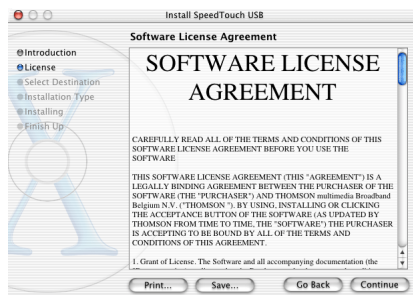 Install SpeedTouch USB
Software License Agreement
Introduction
License
Select Destination
Installation Type
Installing
Finish Up
SOFTWARE LICENSE
AGREEMENT
CAREFULLY READ ALL OF THE TERMS AND CONDITIONS OF THIS
SOFTWARE LICENSE AGREEMENT BEFORE YOU USE THE
SOFTWARE
THIS SOFTWARE LICENSE AGREEMENT (THIS "AGREEMENT") IS A
LEGALLY BINDING AGREEMENT BETWEEN THE PURCHASER OF THE
SOFTWARE (THE "PURCHASER") AND THOMSON multimedia Broadband
Belgium N.V. ("THOMSON "). BY USING, INSTALLING OR CLICKING
THE ACCEPTANCE BUTTON OF THE SOFTWARE (AS UPDATED BY
THOMSON FROM TIME TO TIME, THE "SOFTWARE") THE PURCHASER
IS ACCEPTING TO BE BOUND BY ALL OF THE TERMS AND
CONDITIONS OF THIS AGREEMENT.
1. Grant of License. The Software and all accompanying documentation (the
Print...
Save...
Go Back
Continue